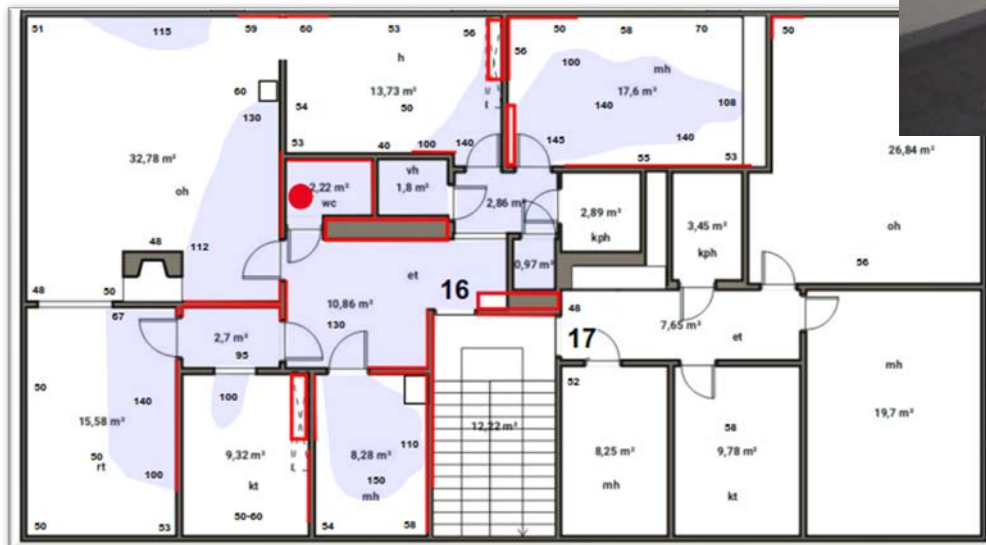 51 115 59 60 53 56 50 58 70 50
56
h 100 mh
60 13,73 m² 17,6 m²
130 54 50 140 108
32,78 m² 53 40 100 140 145 140 26,84 m²
55 53
vh
oh 2,22 m² 1,8 m²
wc 2,86 m² 2,89 m² 3,45 m² oh
kph kph
48 112 et 0,97 m² 56
48 50 10,86 m² 16
67 130 48 7,65 m²
2,7 m² 17 et
95
50 100 52 mh
140 110 58
15,58 m² 9,32 m² 8,28 m² 12,22 m² 8,25 m² 9,78 m² 19,7 m²
50 100 kt 150
rt mh mh kt
50-60
50 53 54 58